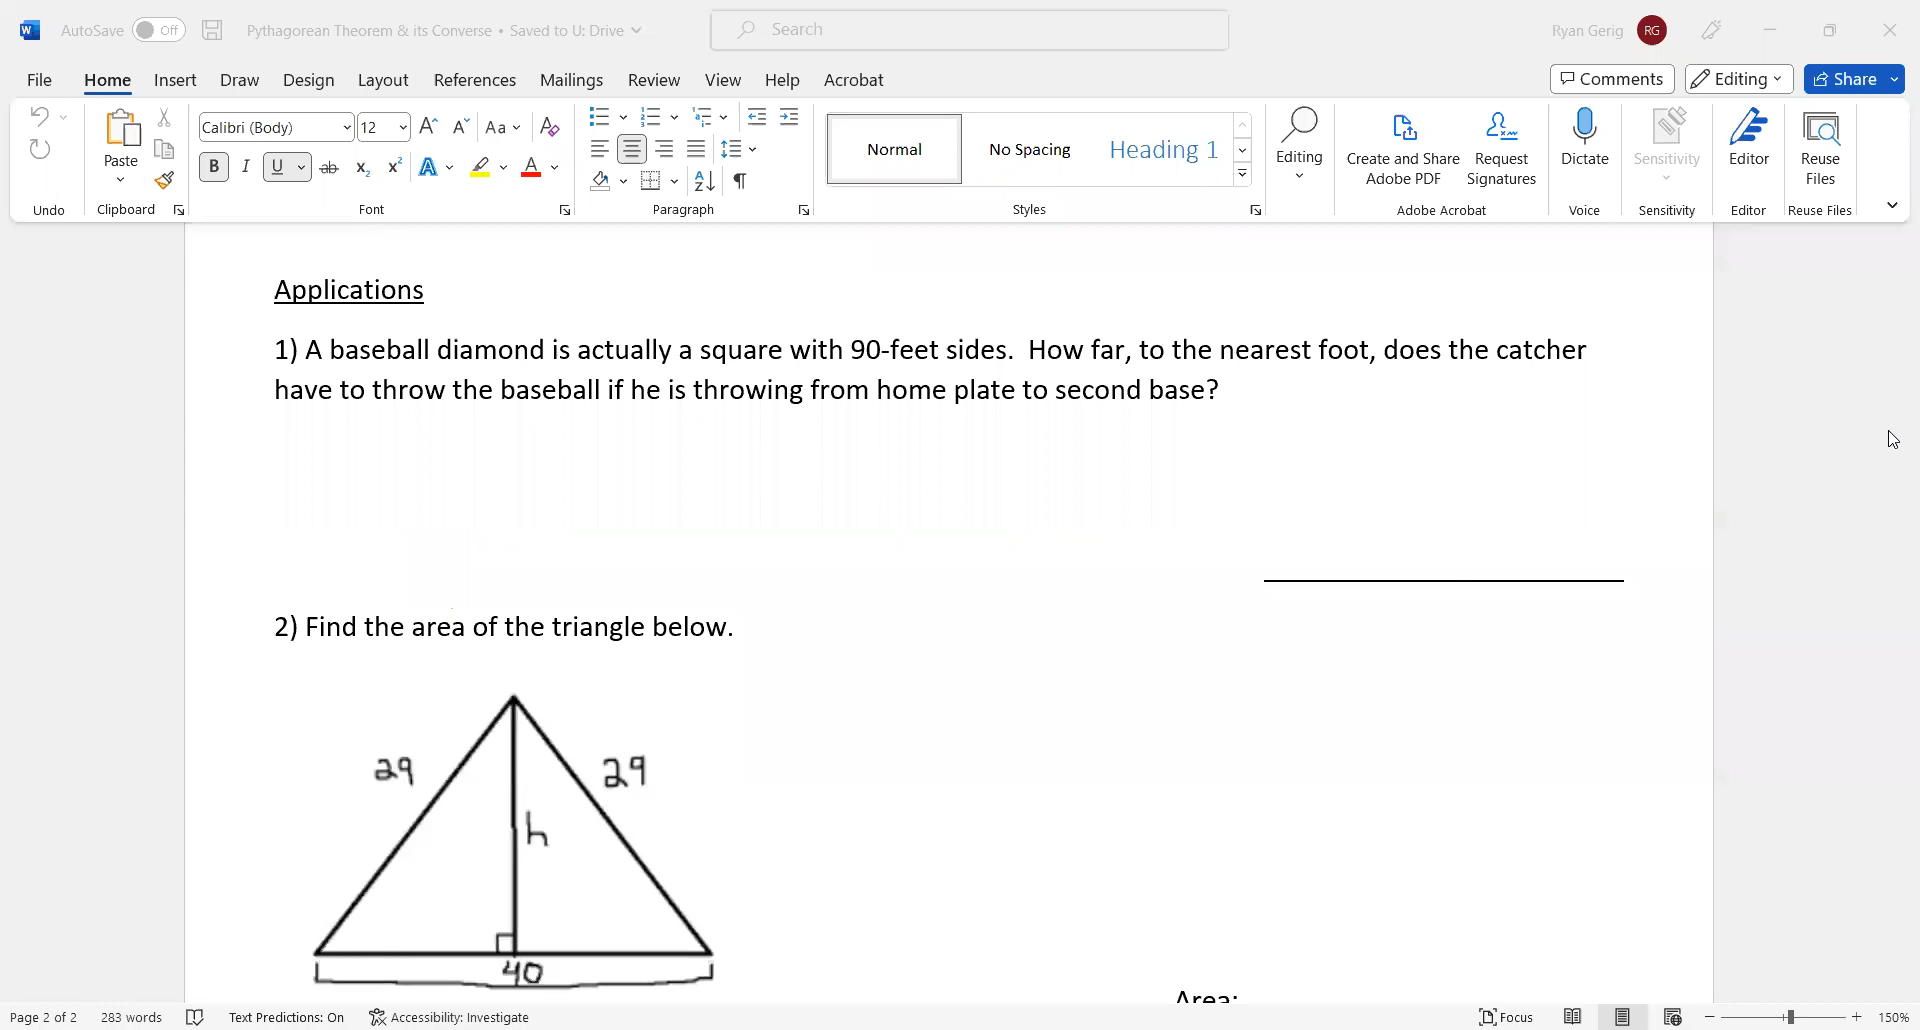 AutoSave Off Pythagorean Theorem & its Converse • Saved to U: Drive Search Ryan Gerig RG
File Home Insert Draw Design Layout References Mailings Review View Help Acrobat Comments Editing Share
Calibri (Body) 12 Normal No Spacing Heading 1
Paste Editing Create and Share Adobe PDF Request Signatures Dictate Sensitivity Editor Reuse Files
Undo Clipboard Font Paragraph Styles Adobe Acrobat Voice Sensitivity Editor Reuse Files
Applications
1) A baseball diamond is actually a square with 90-feet sides. How far, to the nearest foot, does the catcher
have to throw the baseball if he is throwing from home plate to second base?
2) Find the area of the triangle below.
29 29
h
40
Area:
Page 2 of 2 283 words Text Predictions: On Accessibility: Investigate Focus 150%